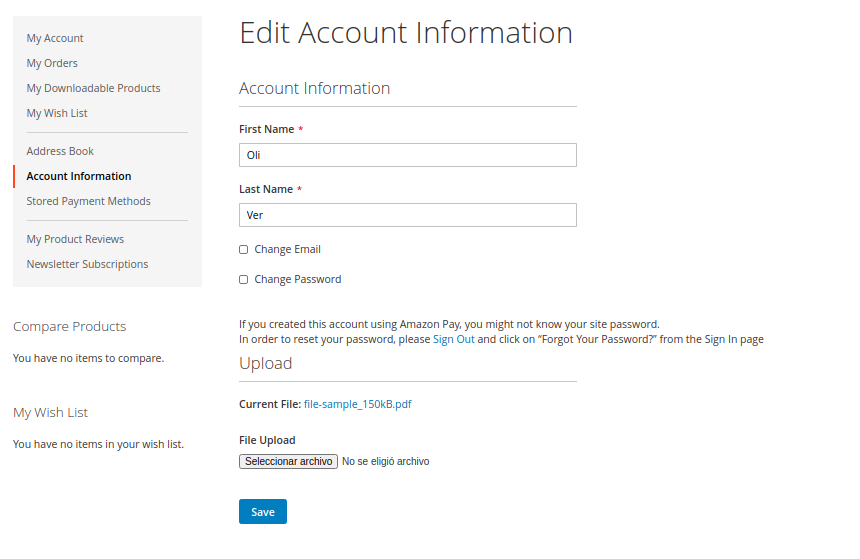 My Account
My Orders
My Downloadable Products
My Wish List
Address Book
Account Information
Stored Payment Methods
My Product Reviews
Newsletter Subscriptions
Compare Products
You have no items to compare.
My Wish List
You have no items in your wish list.
Edit Account Information
Account Information
First Name *
Oli
Last Name *
Ver
Change Email
Change Password
If you created this account using Amazon Pay, you might not know your site password.
In order to reset your password, please Sign Out and click on “Forgot Your Password?” from the Sign In page
Upload
Current File: file-sample_150kB.pdf
File Upload
Seleccionar archivo No se eligió archivo
Save